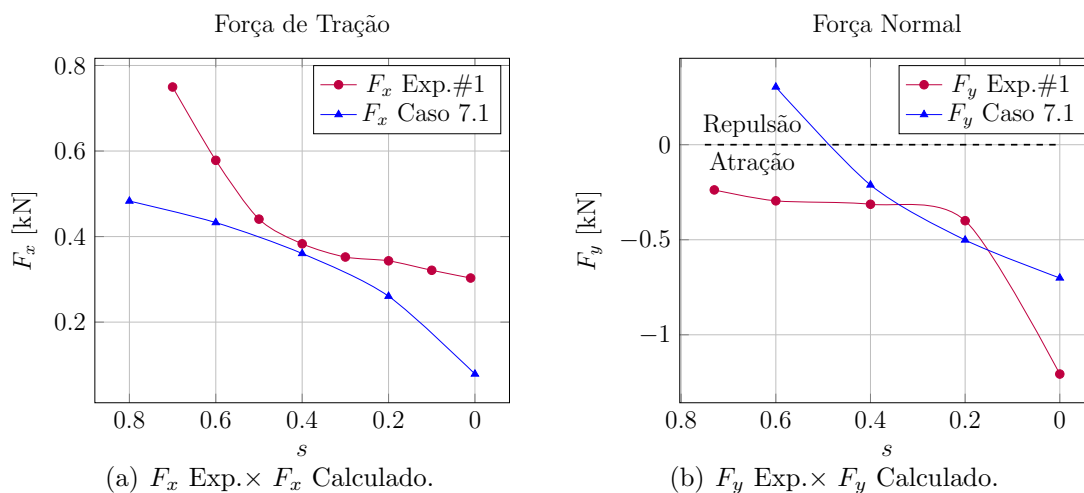 Força de Tração
0.8
0.6
0.4
0.2
F_x [kN]
F_x Exp.#1
F_x Caso 7.1
0.8 0.6 0.4 0.2 0
s
(a) F_x Exp.× F_x Calculado.
Força Normal
0
−0.5
−1
F_y [kN]
F_y Exp.#1
F_y Caso 7.1
Repulsão
Atração
0.8 0.6 0.4 0.2 0
s
(b) F_y Exp.× F_y Calculado.